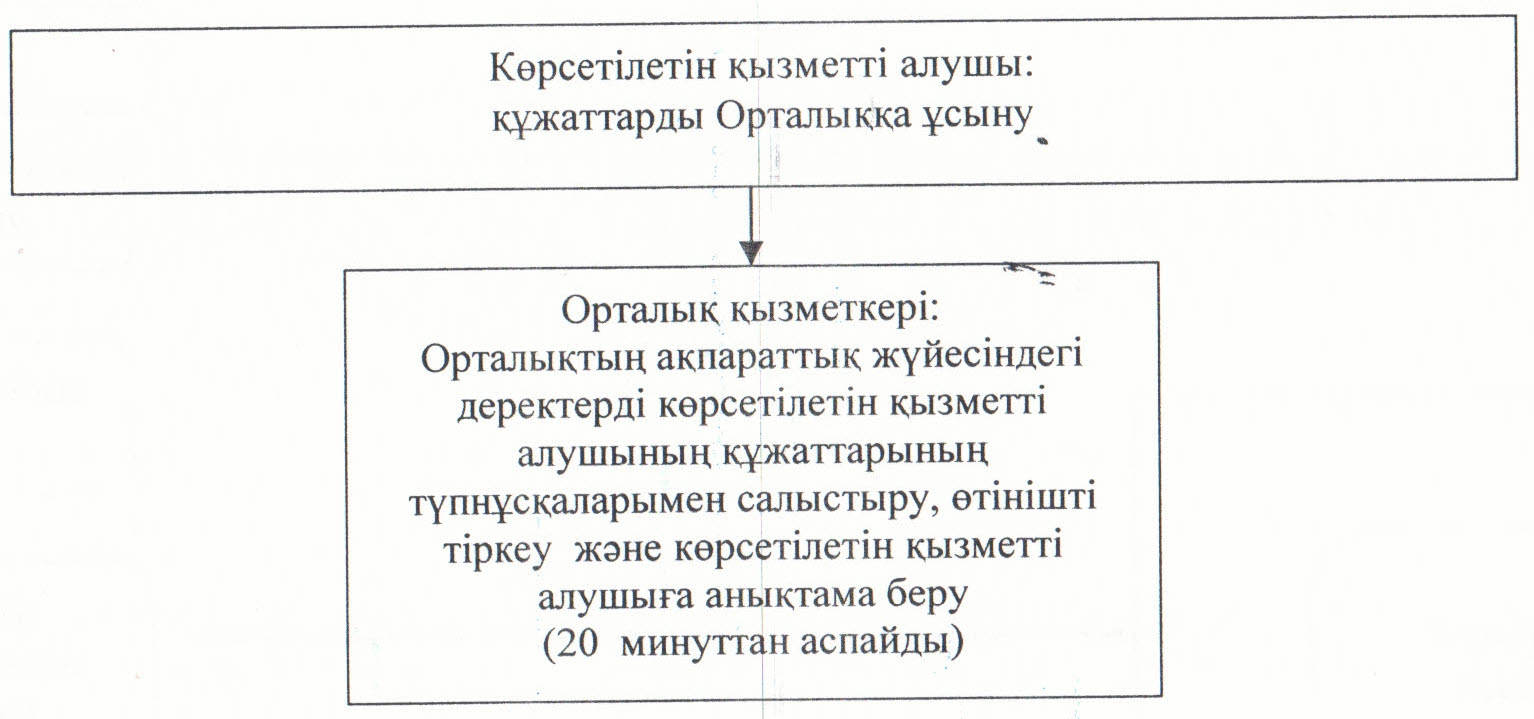 Көрсетілетін қызметті алушы:
құжаттарды Орталыққа ұсыну
Орталық қызметкері:
Орталықтың ақпараттық жүйесіндегі
деректерді көрсетілетін қызметті
алушының құжаттарының
түпнұсқаларымен салыстыру, өтінішті
тіркеу және көрсетілетін қызметті
алушыға анықтама беру
(20 минуттан аспайды)